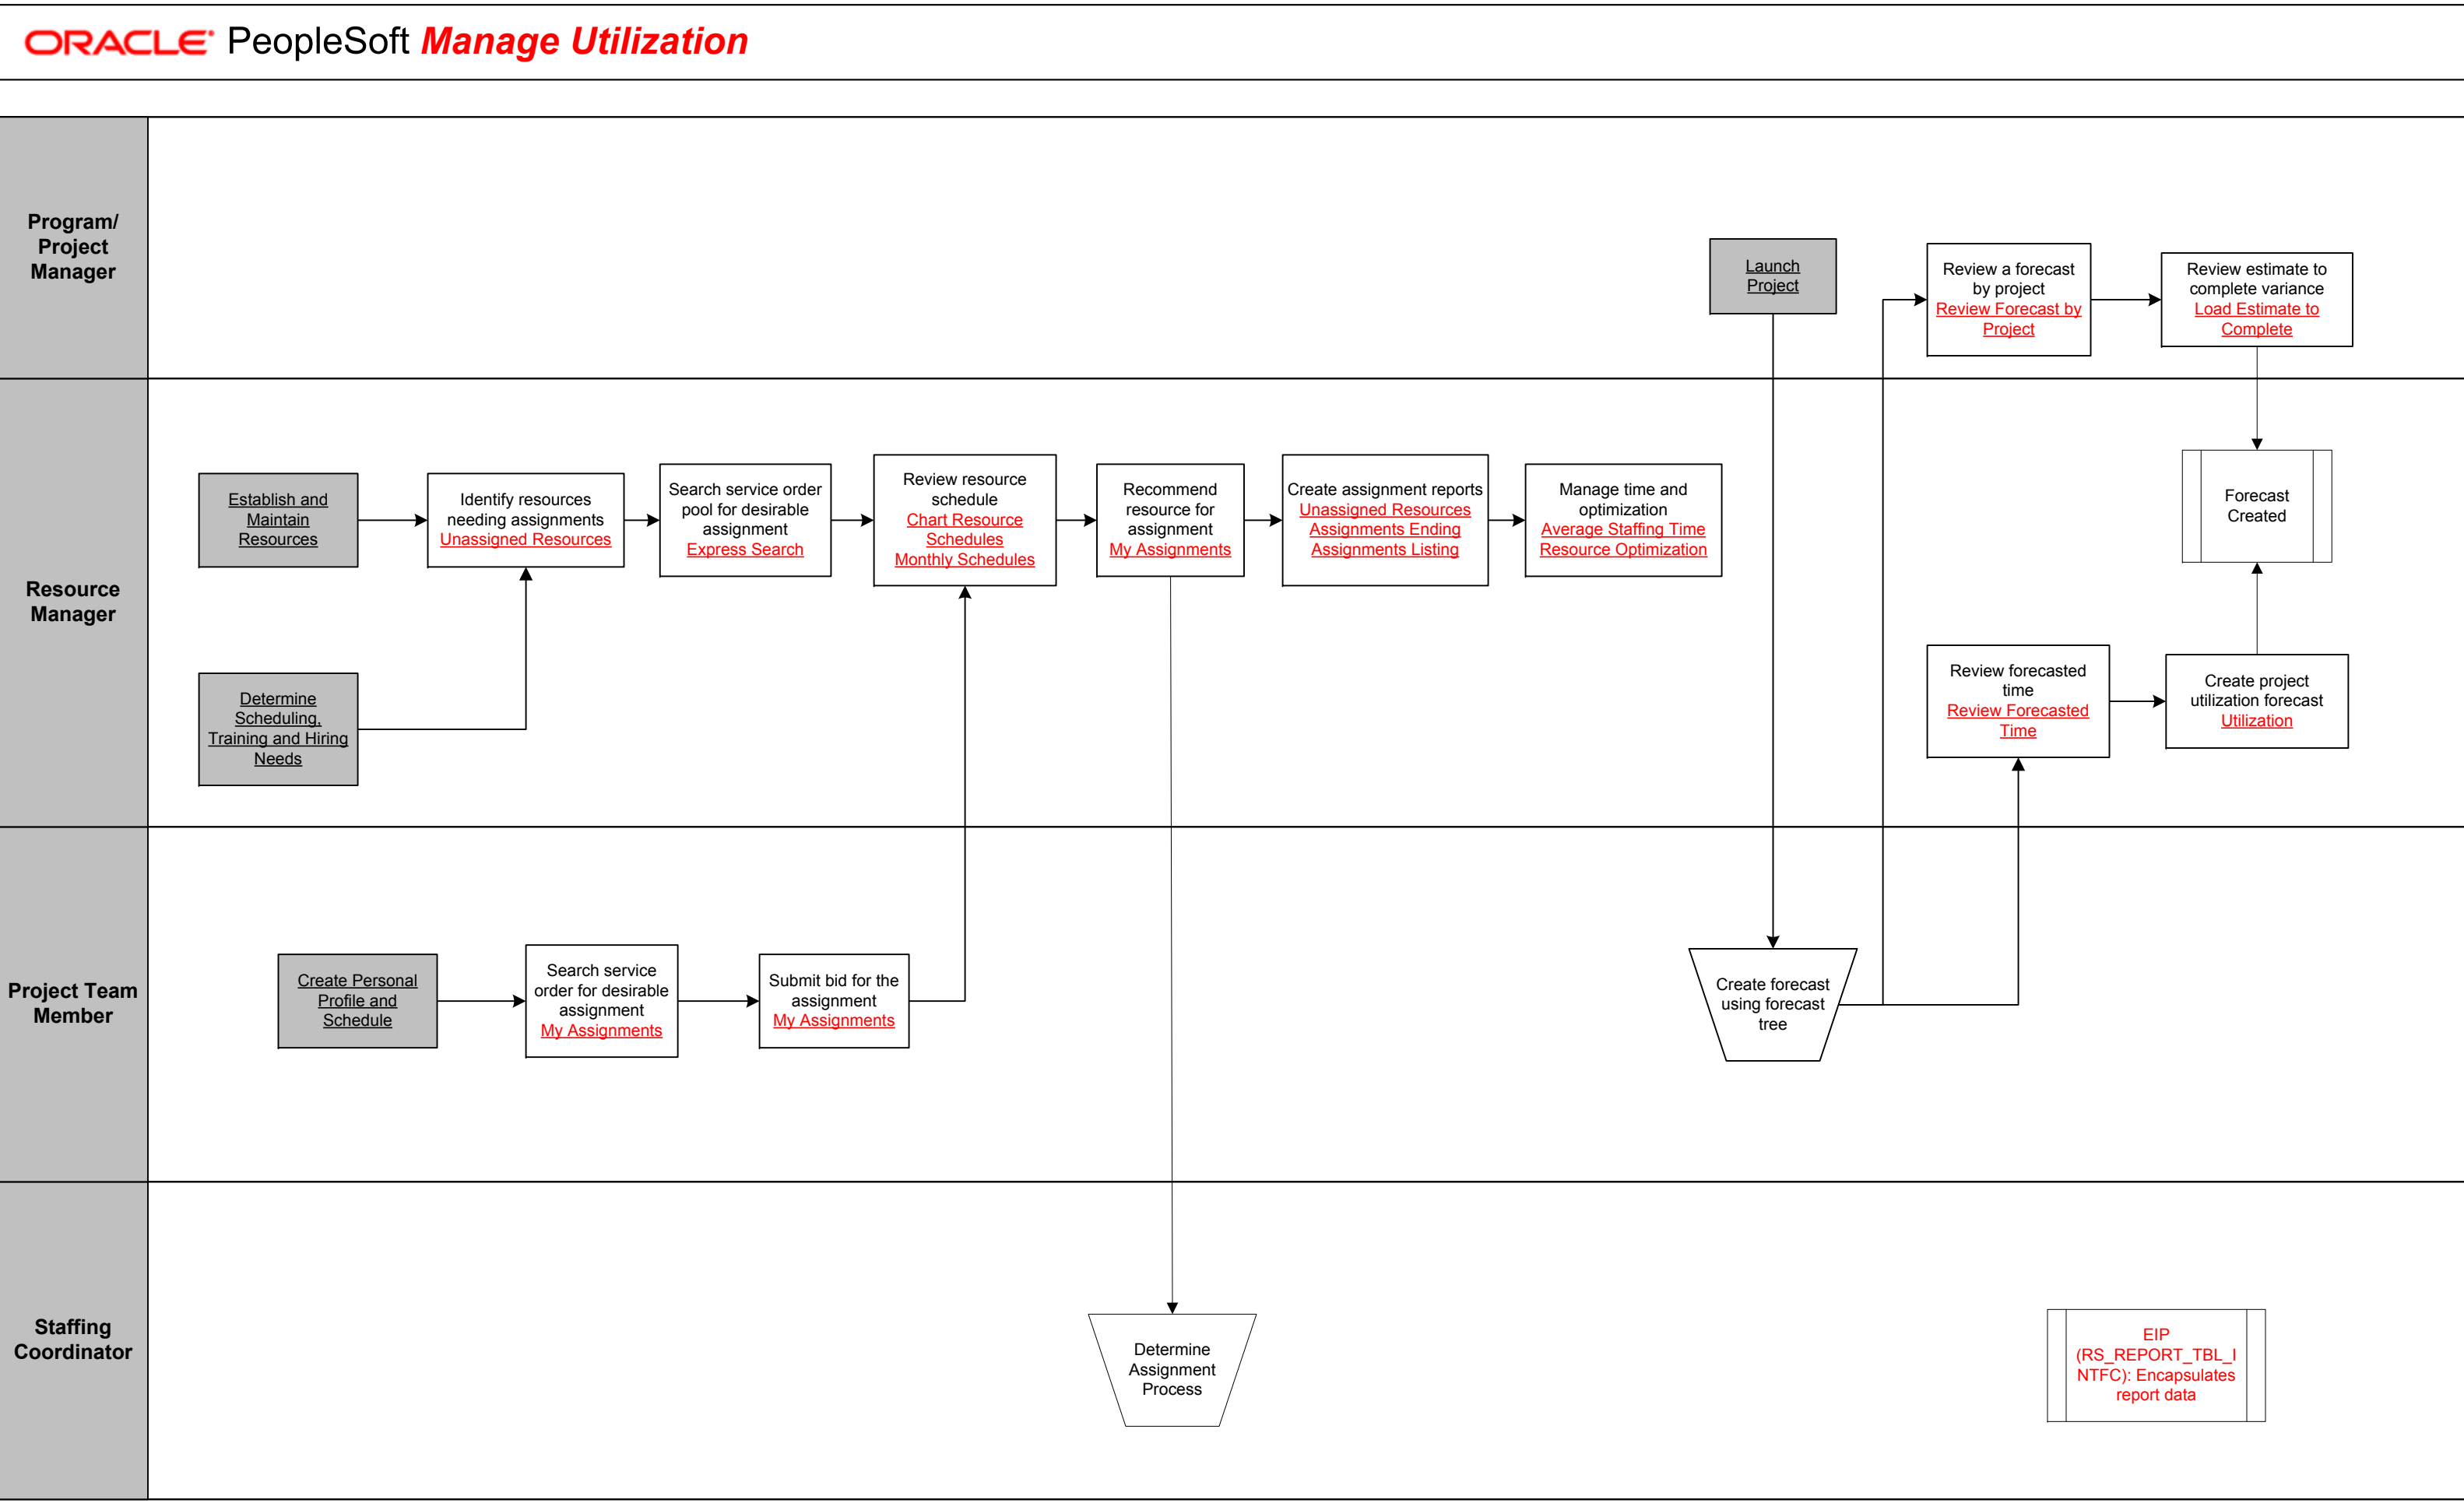 ORACLE PeopleSoft Manage Utilization
Program/
Project
Manager
Launch
Project
Review a forecast
by project
Review Forecast by
Project
Review estimate to
complete variance
Load Estimate to
Complete
Resource
Manager
Establish and
Maintain
Resources
Identify resources
needing assignments
Unassigned Resources
Search service order
pool for desirable
assignment
Express Search
Review resource
schedule
Chart Resource
Schedules
Monthly Schedules
Recommend
resource for
assignment
My Assignments
Create assignment reports
Unassigned Resources
Assignments Ending
Assignments Listing
Manage time and
optimization
Average Staffing Time
Resource Optimization
Forecast
Created
Determine
Scheduling,
Training and Hiring
Needs
Review forecasted
time
Review Forecasted
Time
Create project
utilization forecast
Utilization
Project Team
Member
Create Personal
Profile and
Schedule
Search service
order for desirable
assignment
My Assignments
Submit bid for the
assignment
My Assignments
Create forecast
using forecast
tree
Staffing
Coordinator
Determine
Assignment
Process
EIP
(RS_REPORT_TBL_I
NTFC): Encapsulates
report data